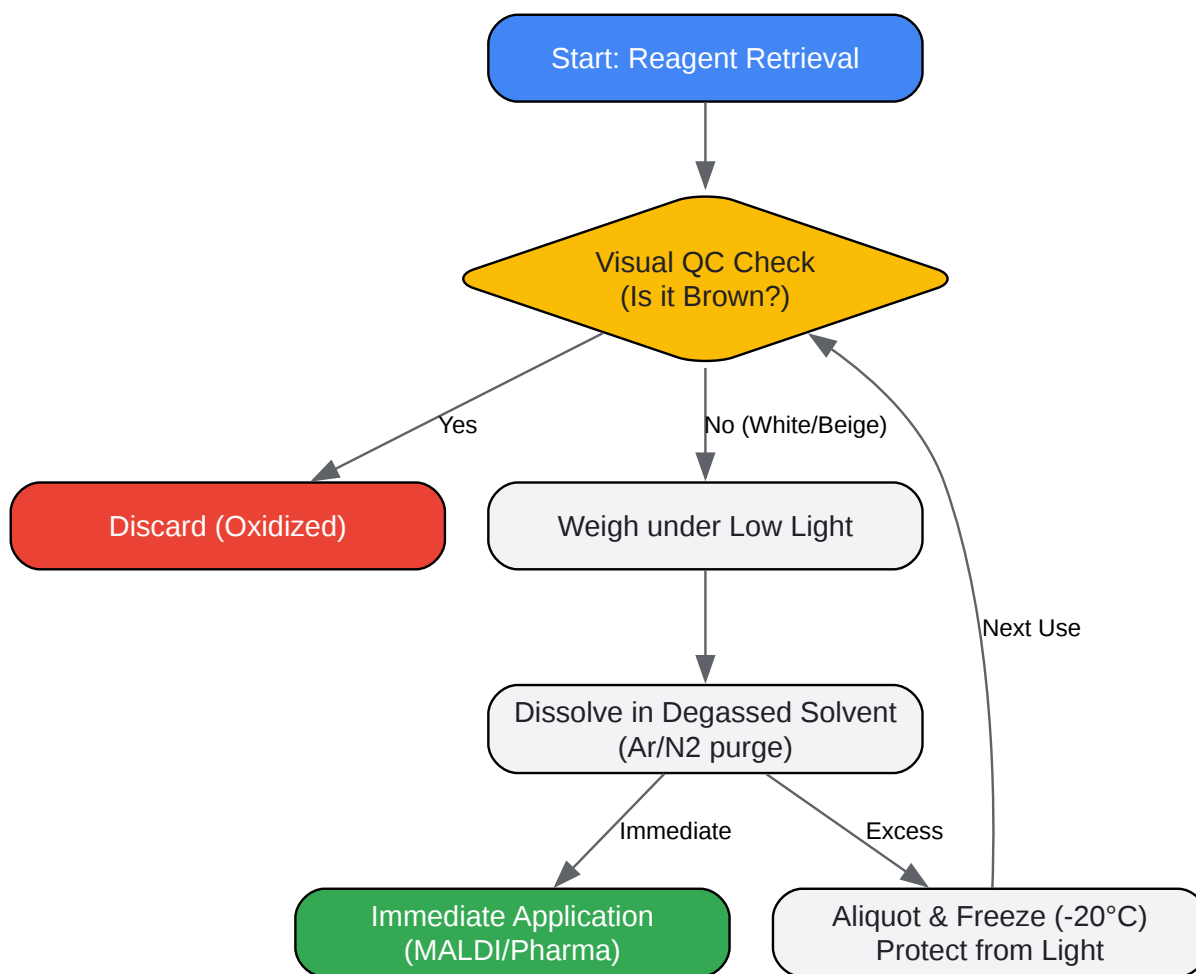 Start: Reagent Retrieval
Visual QC Check
(Is it Brown?)
Yes
No (White/Beige)
Discard (Oxidized)
Weigh under Low Light
Next Use
Dissolve in Degassed Solvent
(Ar/N2 purge)
Immediate
Excess
Immediate Application
(MALDI/Pharma)
Aliquot & Freeze (-20°C)
Protect from Light